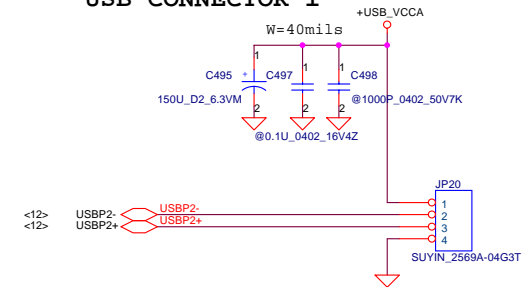 USB CONNECTOR 1
+USB_VCCA
W=40mils
1 1 1
C495 + C497 C498
150U_D2_6.3VM @1000P_0402_50V7K
2 2 2
@0.1U_0402_16V4Z
JP20
1
<12> USBP2- USBP2- 2
<12> USBP2+ USBP2+ 3
4
SUYIN_2569A-04G3T